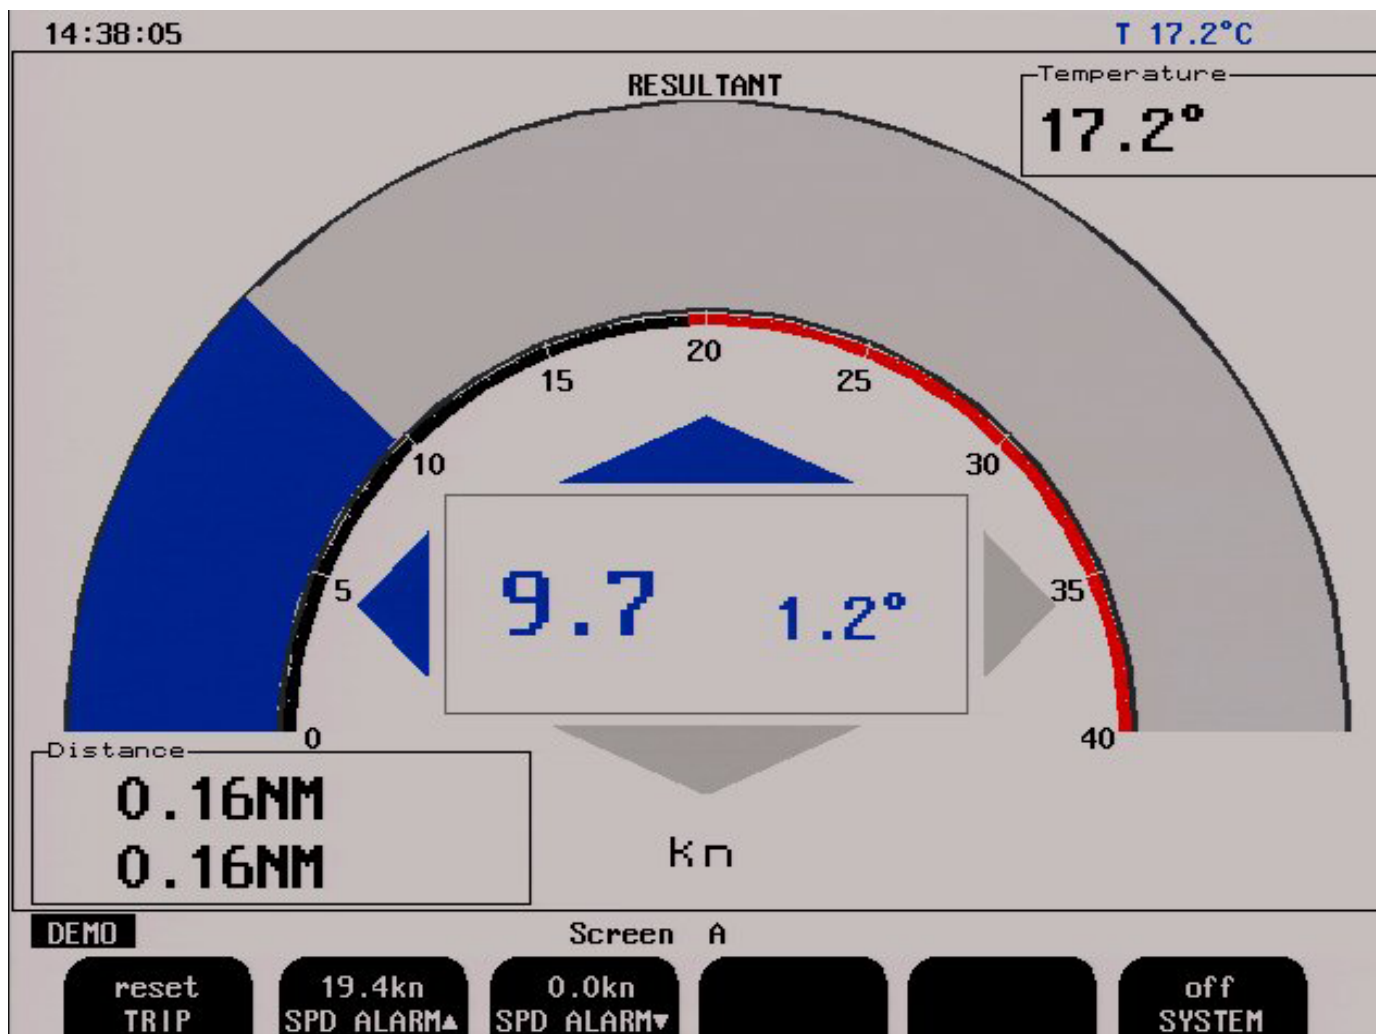 14:38:05
T 17.2°C
RESULTANT
Temperature
17.2°
20
15
25
10
30
5
35
9.7
1.2°
0
40
Distance
0.16NM
0.16NM
kn
DEMO
Screen A
reset
TRIP
19.4kn
SPD ALARM▲
0.0kn
SPD ALARM▼
off
SYSTEM